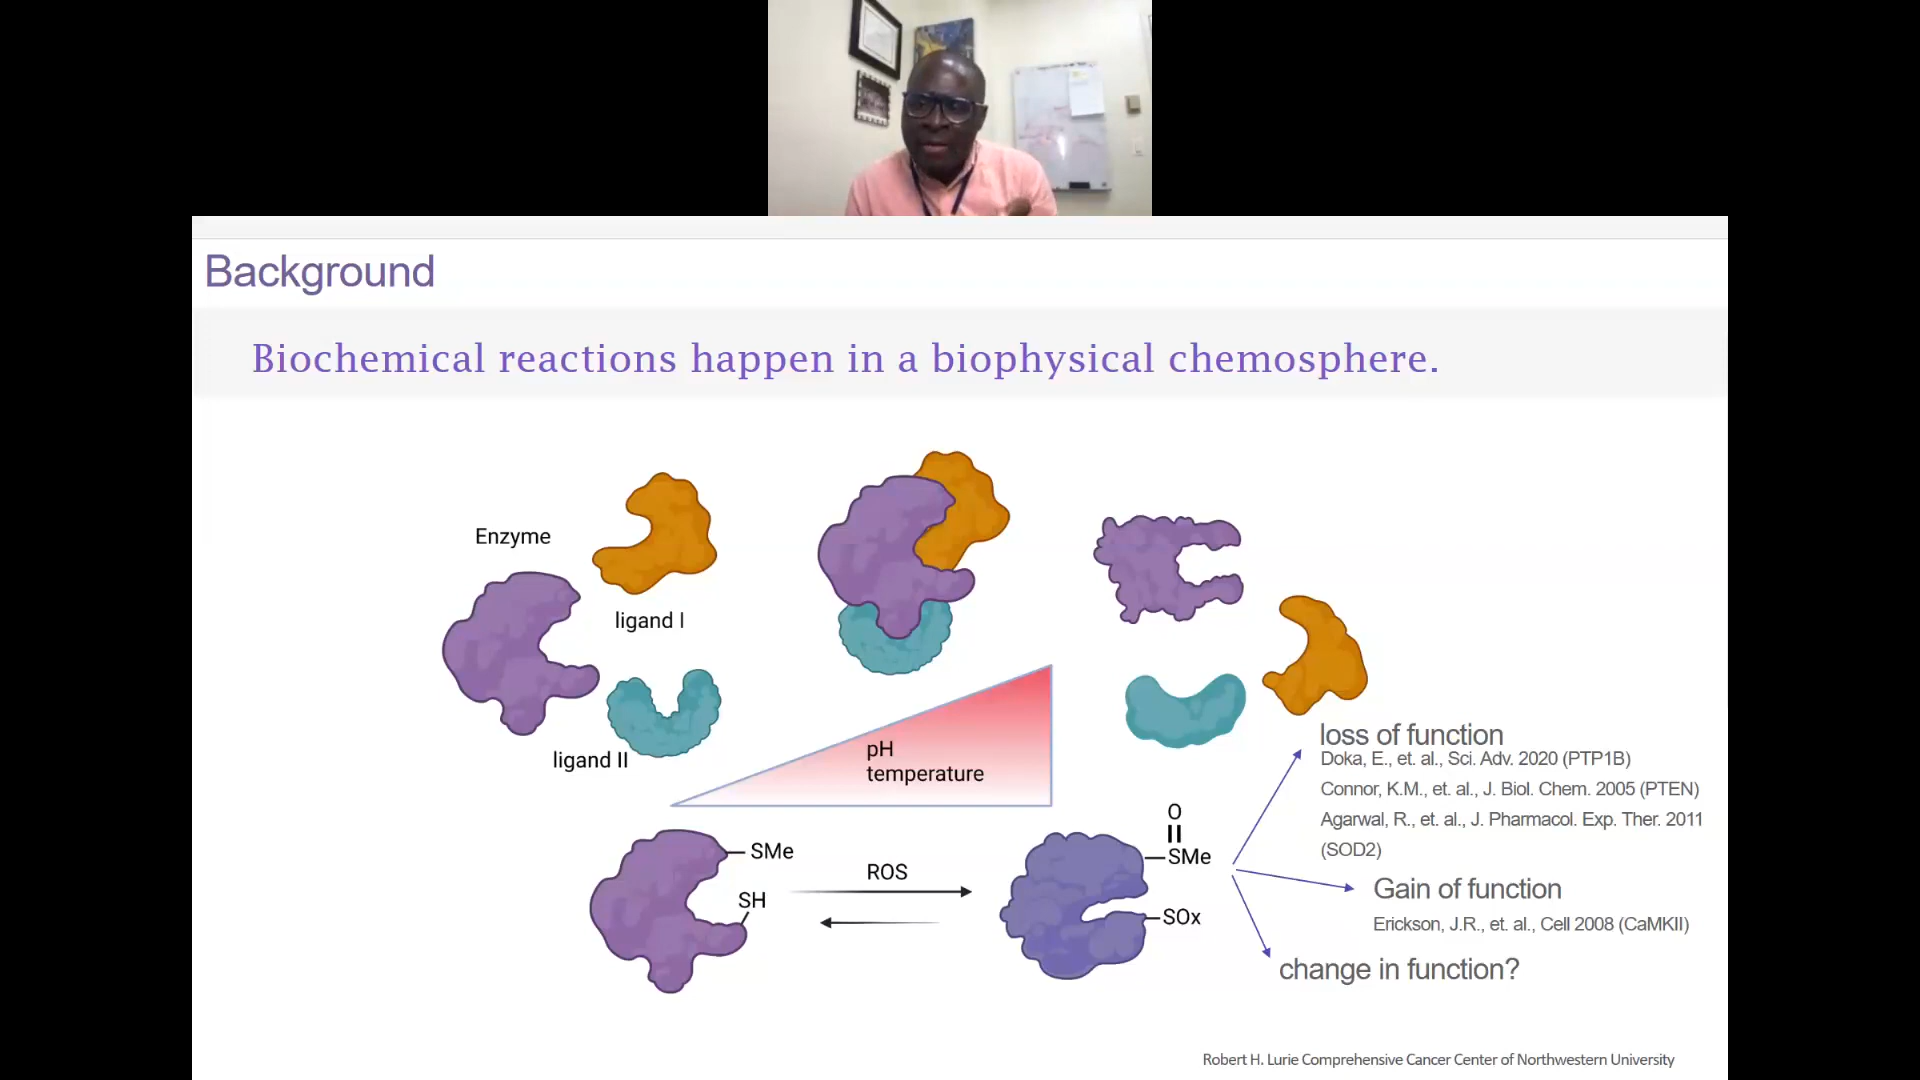 Background
Biochemical reactions happen in a biophysical chemosphere.
Enzyme
ligand I
ligand II
pH
temperature
SMe
SH
ROS
O
SMe
SOx
loss of function
Doka, E., et. al., Sci. Adv. 2020 (PTP1B)
Connor, K.M., et. al., J. Biol. Chem. 2005 (PTEN)
Agarwal, R., et. al., J. Pharmacol. Exp. Ther. 2011
(SOD2)
Gain of function
Erickson, J.R., et. al., Cell 2008 (CaMKII)
change in function?
Robert H. Lurie Comprehensive Cancer Center of Northwestern University